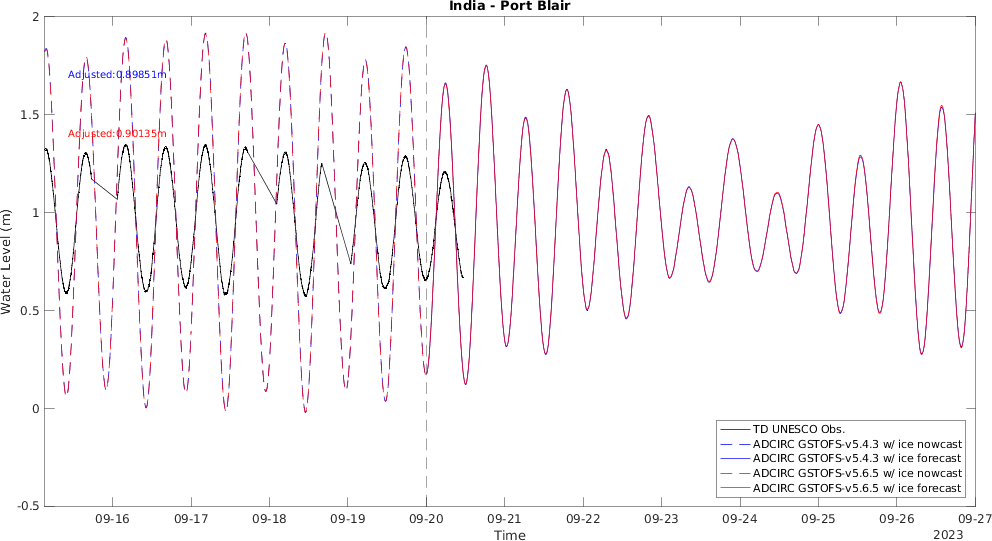 India - Port Blair
2
1.5
1
0.5
0
-0.5
Water Level (m)
Adjusted:0.89851m
Adjusted:0.90135m
TD UNESCO Obs.
ADCIRC GSTOFS-v5.4.3 w/ ice nowcast
ADCIRC GSTOFS-v5.4.3 w/ ice forecast
ADCIRC GSTOFS-v5.6.5 w/ ice nowcast
ADCIRC GSTOFS-v5.6.5 w/ ice forecast
09-16 09-17 09-18 09-19 09-20 09-21 09-22 09-23 09-24 09-25 09-26 09-27
Time
2023